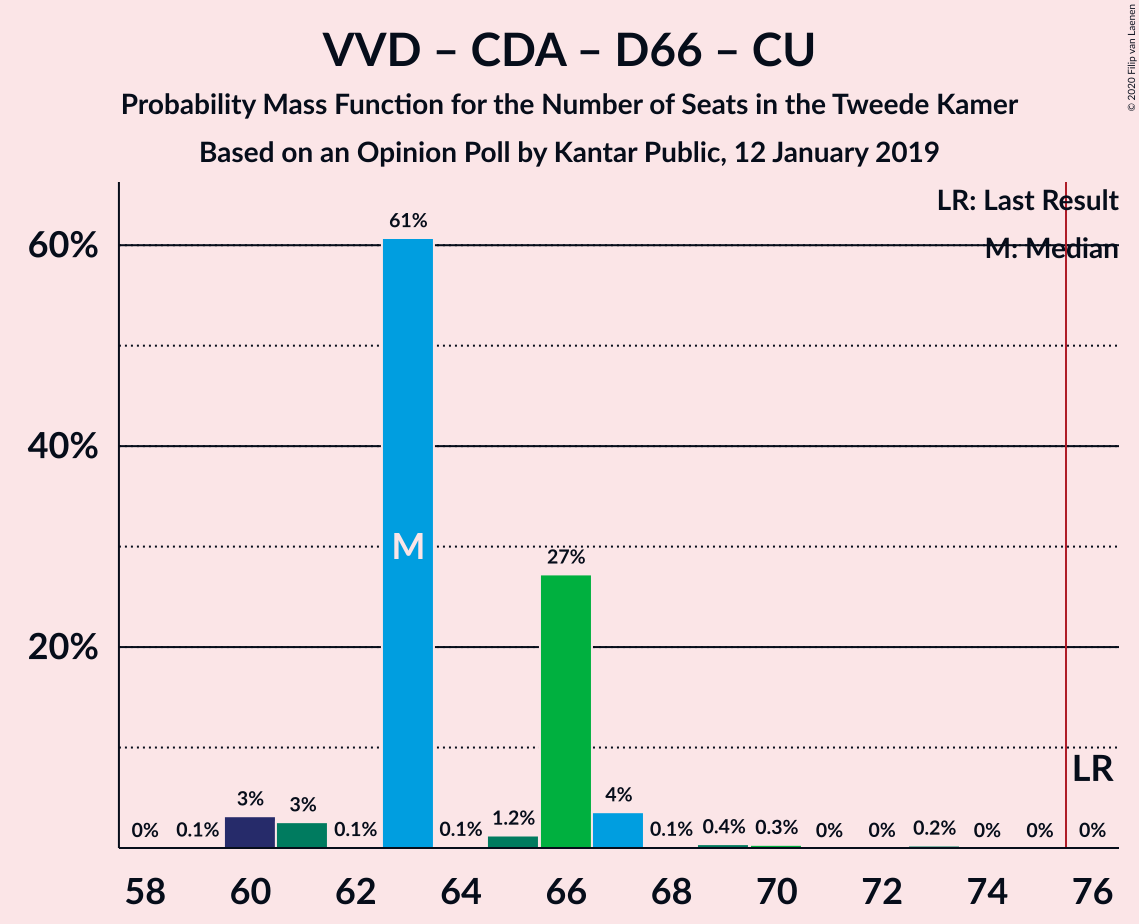 VVD – CDA – D66 – CU
Probability Mass Function for the Number of Seats in the Tweede Kamer
Based on an Opinion Poll by Kantar Public, 12 January 2019
© 2020 Filip van Laenen
LR: Last Result
M: Median
60%
40%
20%
0%
0.1%
3%
3%
0.1%
61%
0.1%
1.2%
27%
4%
0.1%
0.4%
0.3%
0%
0%
0.2%
0%
0%
0%
M
LR
58 60 62 64 66 68 70 72 74 76